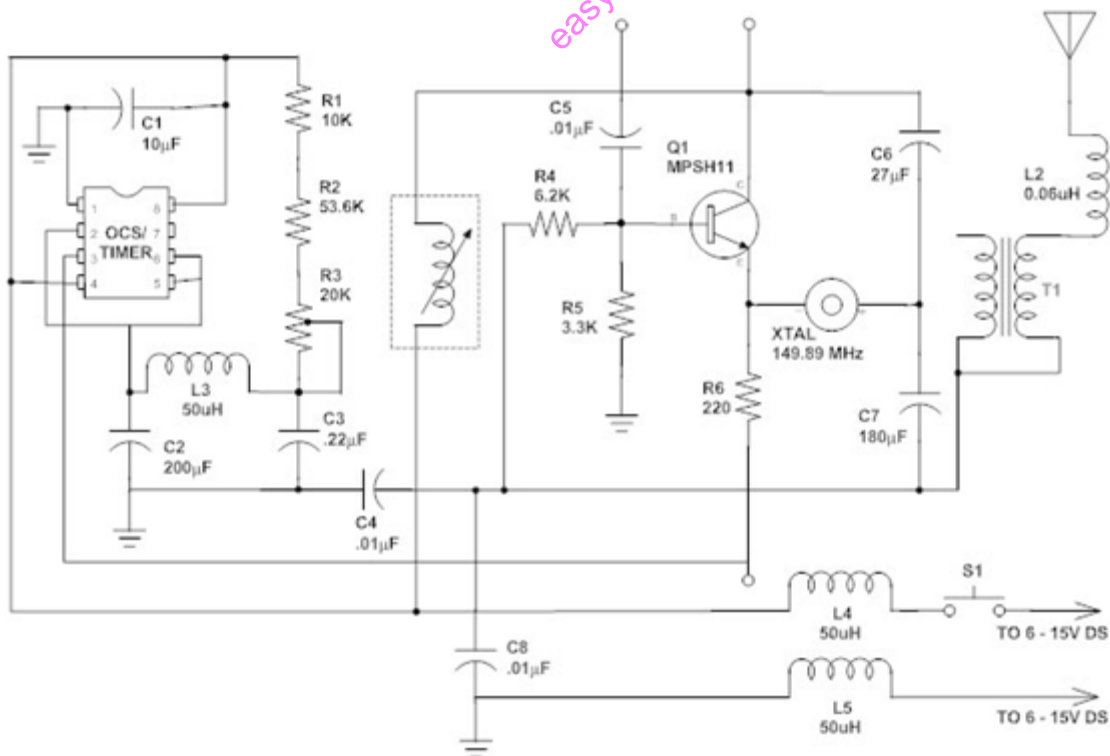 easy
R1
10K
C1
10µF
R2
53.6K
1
2
3
4
8
7
6
5
OCS/
TIMER
R3
20K
L3
50uH
C2
200µF
C3
.22µF
C4
.01µF
C5
.01µF
R4
6.2K
Q1
MPSH11
B
C
E
R5
3.3K
XTAL
149.89 MHz
R6
220
C6
27µF
C7
180µF
L2
0.06uH
T1
S1
L4
50uH
TO 6 - 15V DS
C8
.01µF
L5
50uH
TO 6 - 15V DS